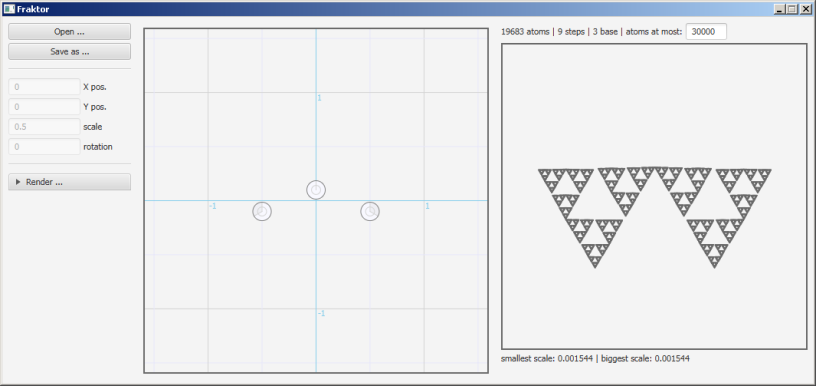 Fraktor
Open ...
Save as ...
0 X pos.
0 Y pos.
0.5 scale
0 rotation
Render ...
1
-1
1
-1
19683 atoms | 9 steps | 3 base | atoms at most: 30000
smallest scale: 0.001544 | biggest scale: 0.001544